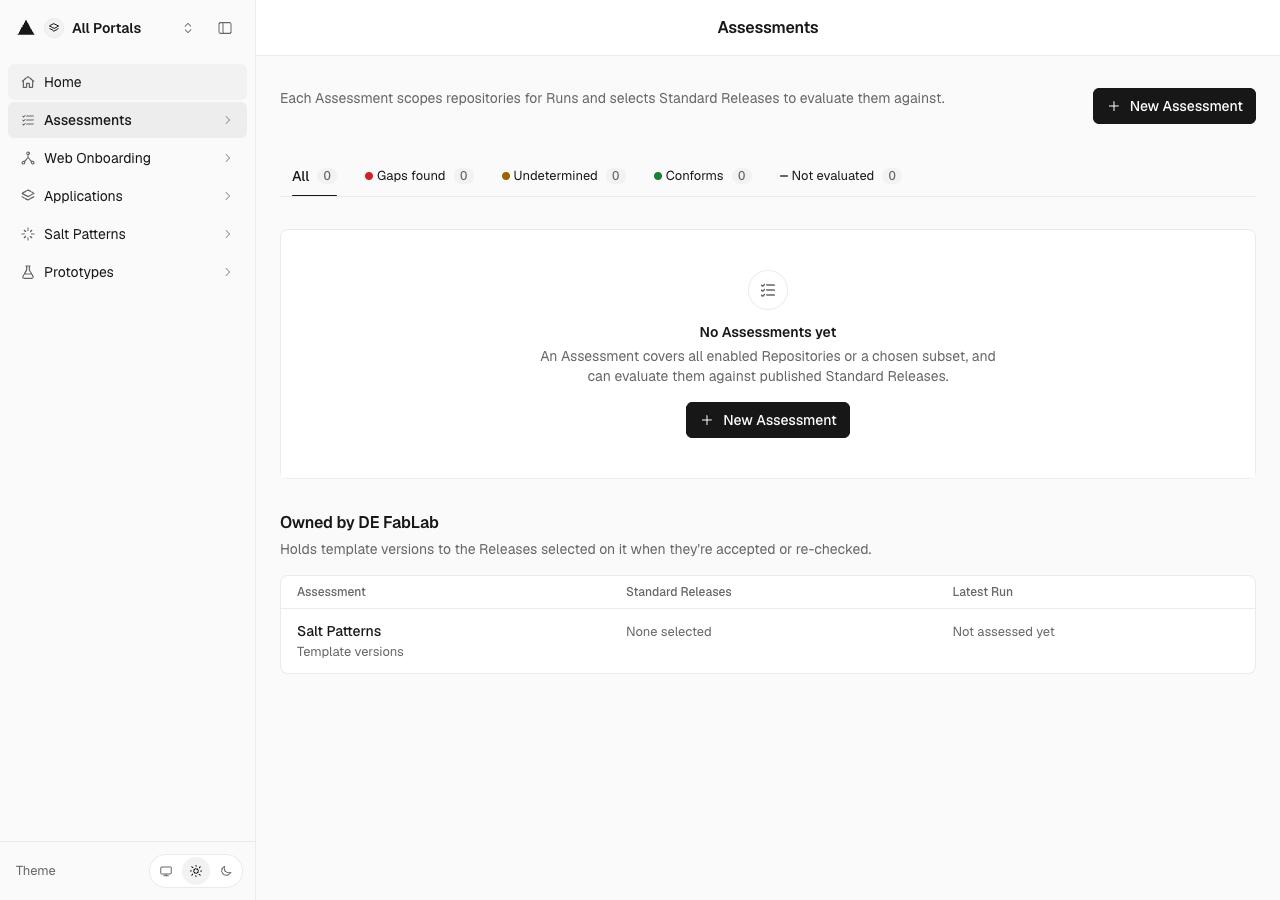 All Portals
Home
Assessments
Web Onboarding
Applications
Salt Patterns
Prototypes
Theme
Assessments
Each Assessment scopes repositories for Runs and selects Standard Releases to evaluate them against.
New Assessment
All 0
Gaps found 0
Undetermined 0
Conforms 0
Not evaluated 0
No Assessments yet
An Assessment covers all enabled Repositories or a chosen subset, and
can evaluate them against published Standard Releases.
New Assessment
Owned by DE FabLab
Holds template versions to the Releases selected on it when they're accepted or re-checked.
Assessment Standard Releases Latest Run
Salt Patterns None selected Not assessed yet
Template versions